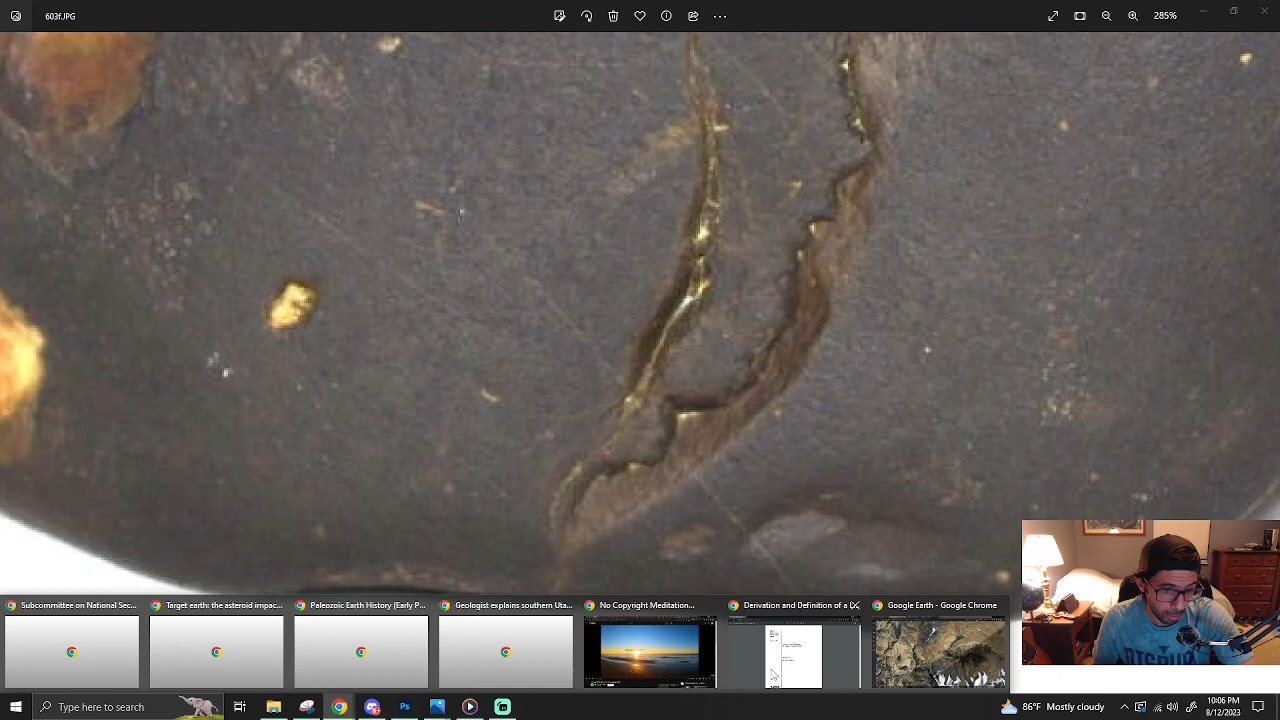 603f.JPG
285%
Subcommittee on National Sec...
Target earth: the asteroid impac...
Paleozoic Earth History (Early P...
Geologist explains southern Uta...
No Copyright Meditation...
Derivation and Definition of a
Google Earth - Google Chrome
Type here to search
86°F Mostly cloudy
10:06 PM
8/12/2023